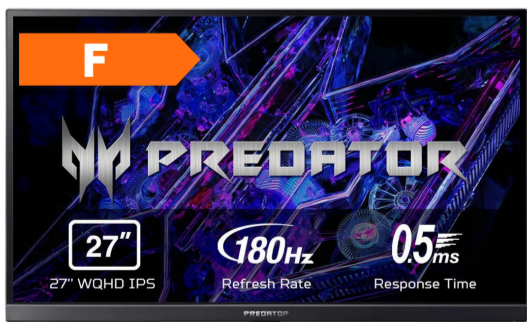 F
PREDATOR
27"
180Hz
0.5ms
27" WQHD IPS
Refresh Rate
Response Time
PREDATOR